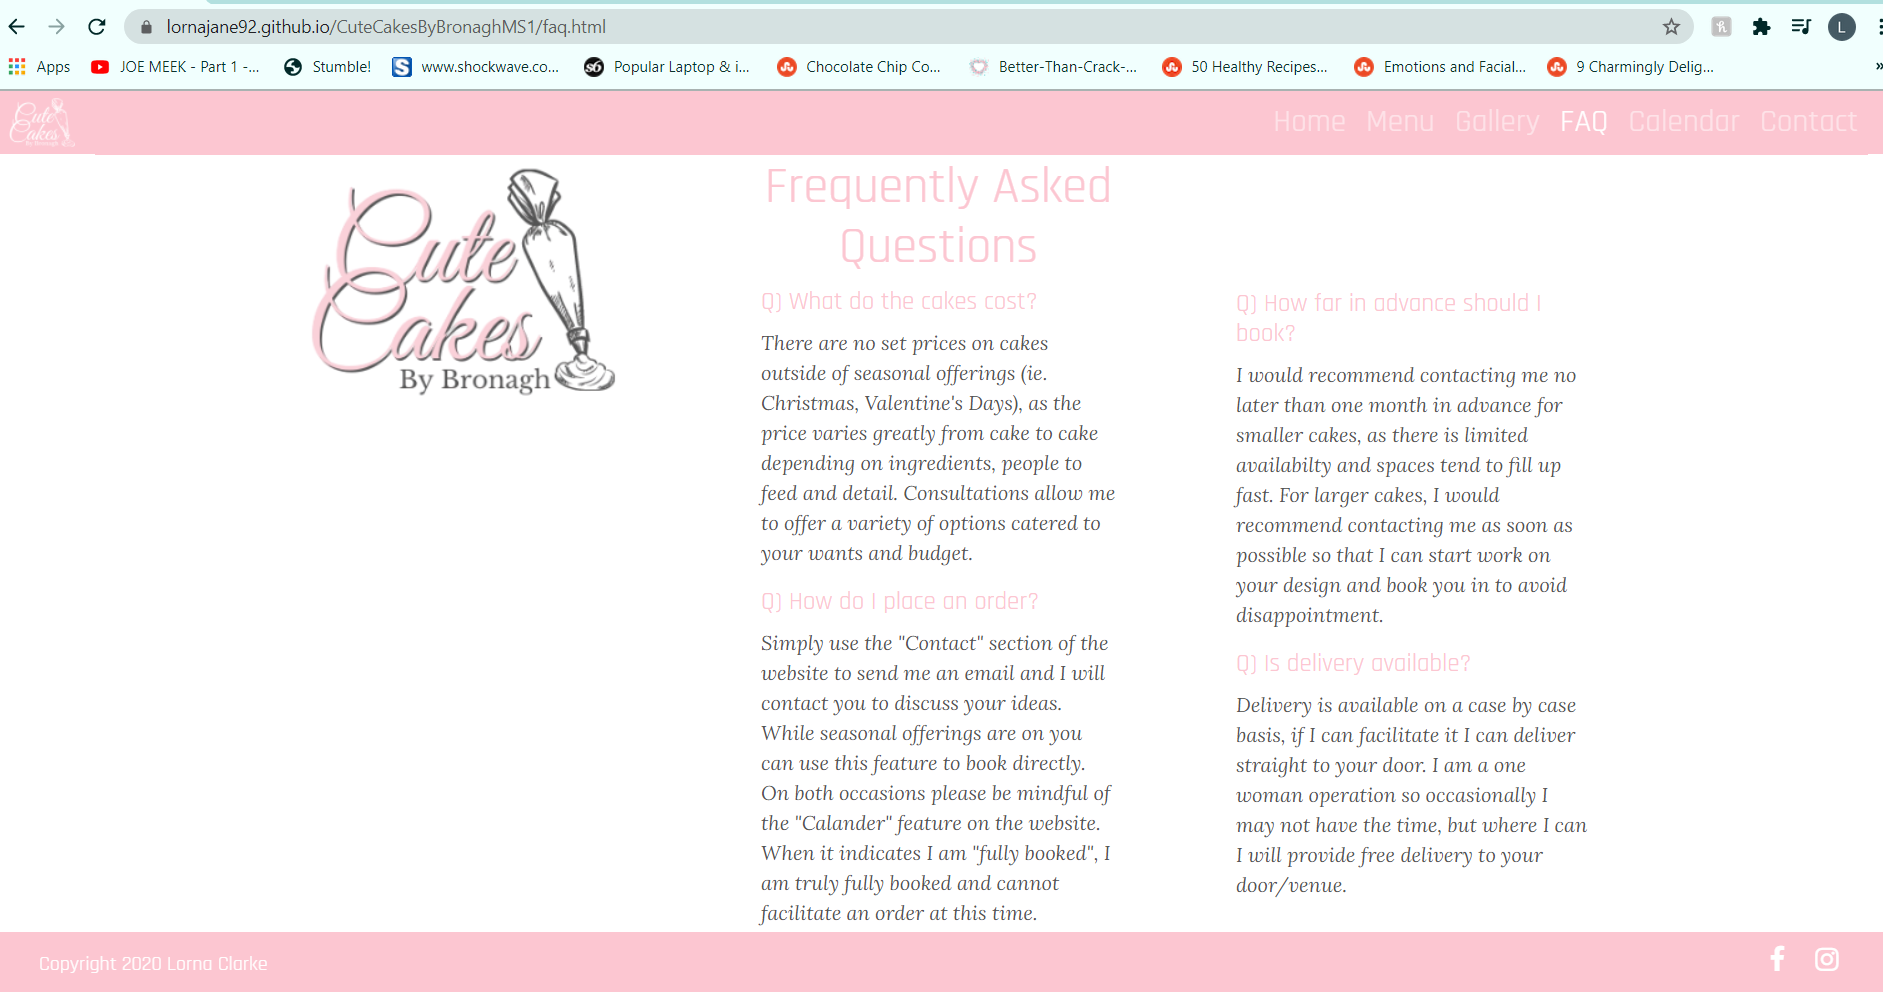 lornajane92.github.io/CuteCakesByBronaghMS1/faq.html
L
Apps
JOE MEEK - Part 1 -...
Stumble!
www.shockwave.co...
Popular Laptop & i...
Chocolate Chip Co...
Better-Than-Crack-...
50 Healthy Recipes...
Emotions and Facial...
9 Charmingly Delig...
»
Cute
Cakes
By Bronagh
Home Menu Gallery FAQ Calendar Contact
Cute
Cakes
By Bronagh
Frequently Asked
Questions
Q) What do the cakes cost?
There are no set prices on cakes
outside of seasonal offerings (ie.
Christmas, Valentine's Days), as the
price varies greatly from cake to cake
depending on ingredients, people to
feed and detail. Consultations allow me
to offer a variety of options catered to
your wants and budget.
Q) How do I place an order?
Simply use the "Contact" section of the
website to send me an email and I will
contact you to discuss your ideas.
While seasonal offerings are on you
can use this feature to book directly.
On both occasions please be mindful of
the "Calander" feature on the website.
When it indicates I am "fully booked", I
am truly fully booked and cannot
facilitate an order at this time.
Q) How far in advance should I
book?
I would recommend contacting me no
later than one month in advance for
smaller cakes, as there is limited
availabilty and spaces tend to fill up
fast. For larger cakes, I would
recommend contacting me as soon as
possible so that I can start work on
your design and book you in to avoid
disappointment.
Q) Is delivery available?
Delivery is available on a case by case
basis, if I can facilitate it I can deliver
straight to your door. I am a one
woman operation so occasionally I
may not have the time, but where I can
I will provide free delivery to your
door/venue.
Copyright 2020 Lorna Clarke